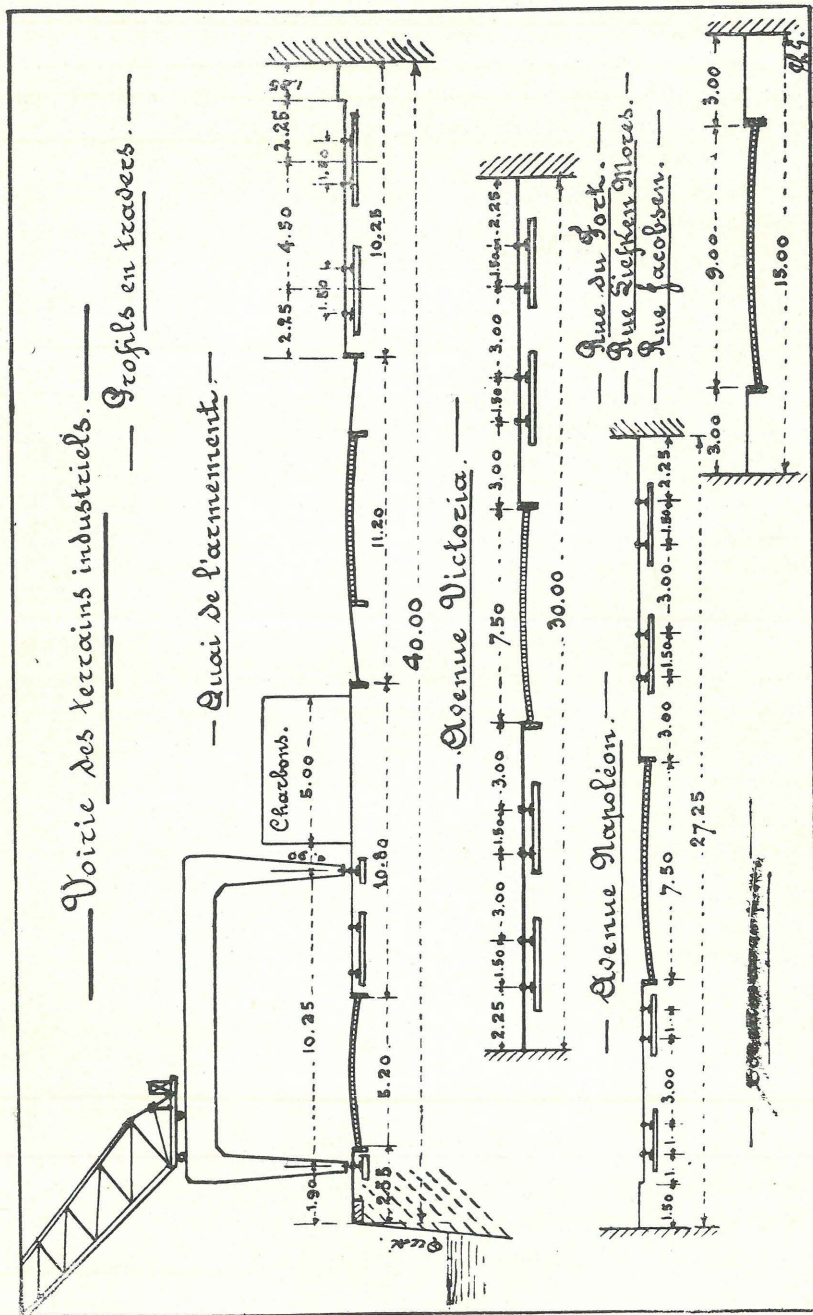 — Voirie des terrains industriels. —
— Profils en travers. —
— Quai de l'armement. —
Charbons.
5.00
1.90 10.25
2.25 4.50 2.25
1.50 1.50
2.55 5.20 10.80 11.20 10.25
40.00
— Avenue Victoria. —
2.25 1.50 3.00 1.50 3.00 7.50 3.00 1.50 3.00 1.50 2.25
30.00
— Avenue Napoléon. —
1.50 1 1 3.00 1 1 7.50 3.00 1.50 3.00 1.50 2.25
27.25
— Rue du Fort. —
— Rue Liefken Mores. —
— Rue Jacobsen. —
3.00 9.00 3.00
15.00